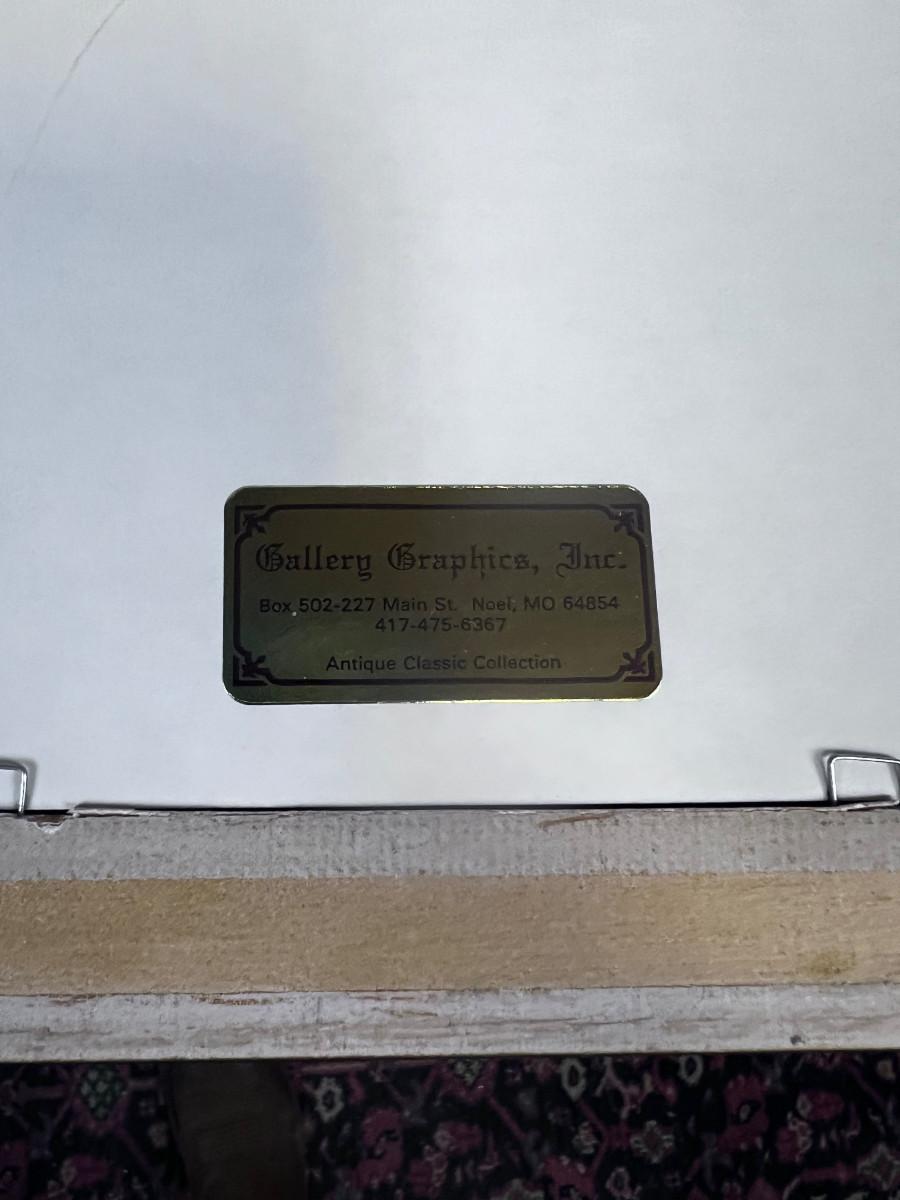 Gallery Graphics, Inc.
Box 502-227 Main St. Noel, MO 64854
417-475-6367
Antique Classic Collection